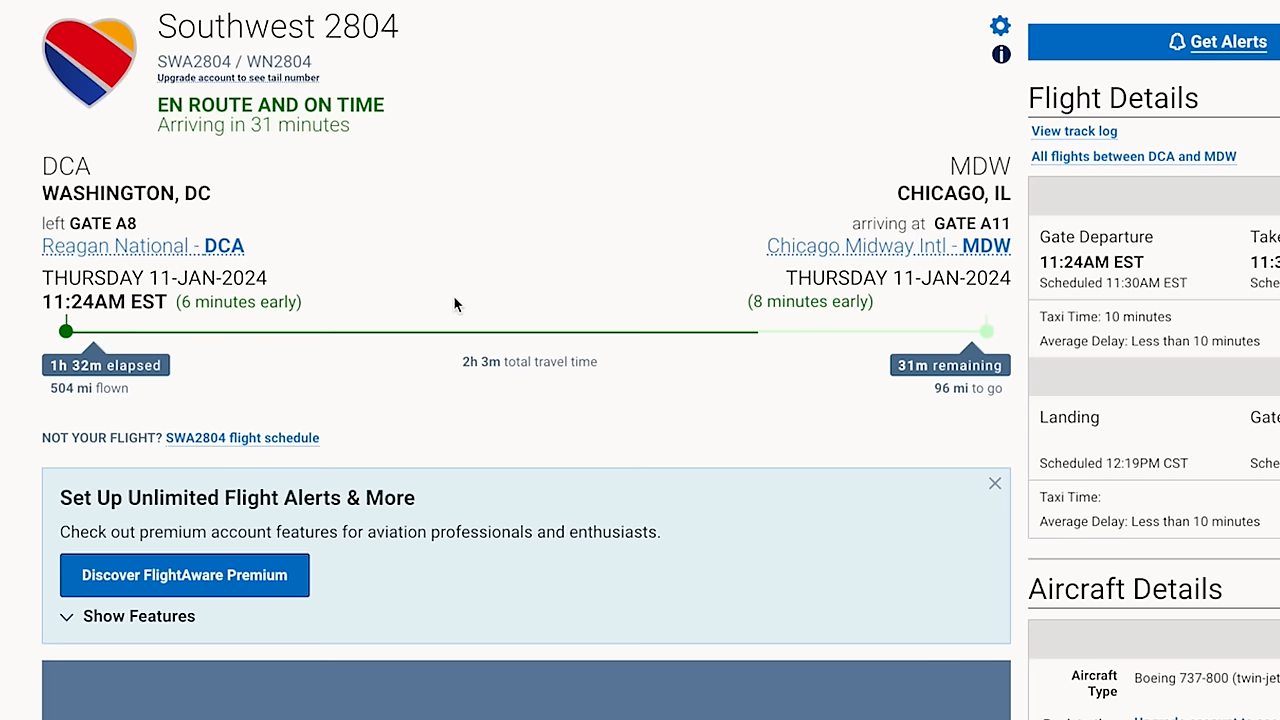 Southwest 2804
SWA2804 / WN2804
Upgrade account to see tail number
EN ROUTE AND ON TIME
Arriving in 31 minutes
DCA
WASHINGTON, DC
left GATE A8
Reagan National - DCA
THURSDAY 11-JAN-2024
11:24AM EST (6 minutes early)
MDW
CHICAGO, IL
arriving at GATE A11
Chicago Midway Intl - MDW
THURSDAY 11-JAN-2024
(8 minutes early)
1h 32m elapsed
504 mi flown
2h 3m total travel time
31m remaining
96 mi to go
NOT YOUR FLIGHT? SWA2804 flight schedule
Set Up Unlimited Flight Alerts & More
Check out premium account features for aviation professionals and enthusiasts.
Discover FlightAware Premium
Show Features
Get Alerts
Flight Details
View track log
All flights between DCA and MDW
Gate Departure Take
11:24AM EST 11:3
Scheduled 11:30AM EST Sche
Taxi Time: 10 minutes
Average Delay: Less than 10 minutes
Landing Gate
Scheduled 12:19PM CST Sche
Taxi Time:
Average Delay: Less than 10 minutes
Aircraft Details
Aircraft Type Boeing 737-800 (twin-jet